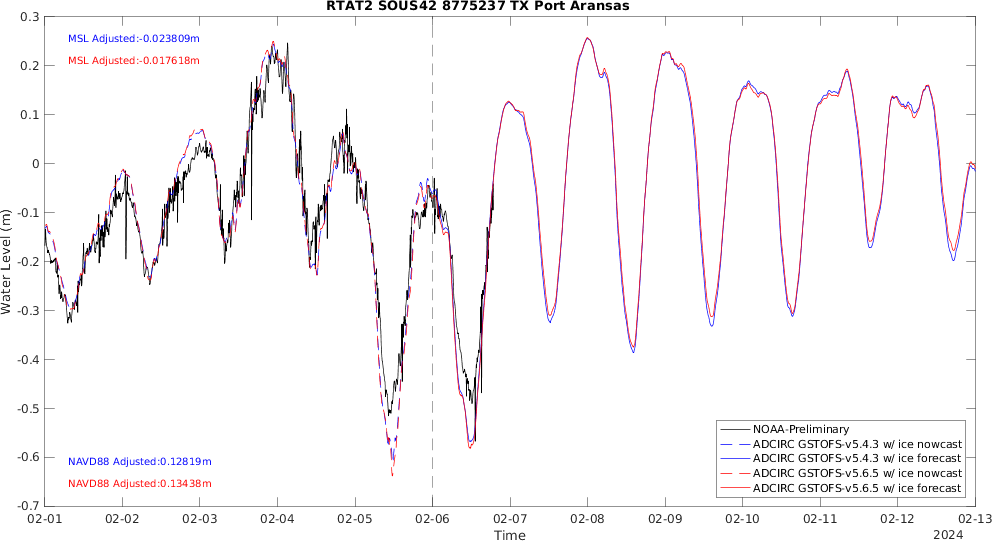 RTAT2 SOUS42 8775237 TX Port Aransas
0.3
0.2
0.1
0
-0.1
-0.2
-0.3
-0.4
-0.5
-0.6
-0.7
Water Level (m)
MSL Adjusted:-0.023809m
MSL Adjusted:-0.017618m
NAVD88 Adjusted:0.12819m
NAVD88 Adjusted:0.13438m
NOAA-Preliminary
ADCIRC GSTOFS-v5.4.3 w/ ice nowcast
ADCIRC GSTOFS-v5.4.3 w/ ice forecast
ADCIRC GSTOFS-v5.6.5 w/ ice nowcast
ADCIRC GSTOFS-v5.6.5 w/ ice forecast
02-01 02-02 02-03 02-04 02-05 02-06 02-07 02-08 02-09 02-10 02-11 02-12 02-13
Time
2024